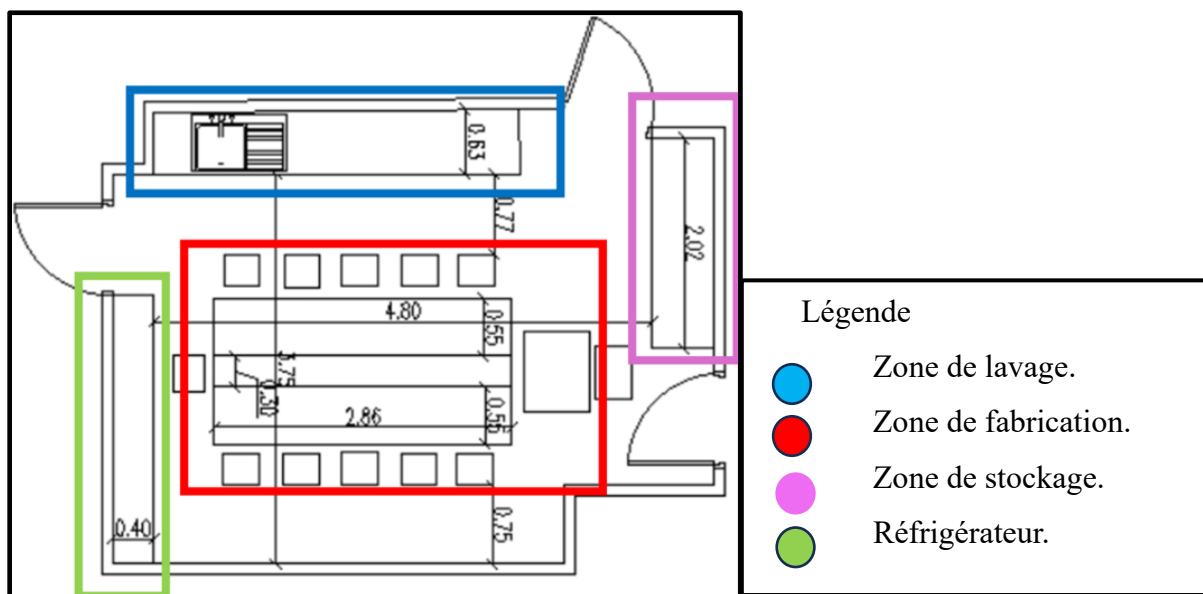 0.63
0.77
2.02
4.80
0.55
3.75
0.30
0.55
2.86
0.40
0.75
Légende
Zone de lavage.
Zone de fabrication.
Zone de stockage.
Réfrigérateur.